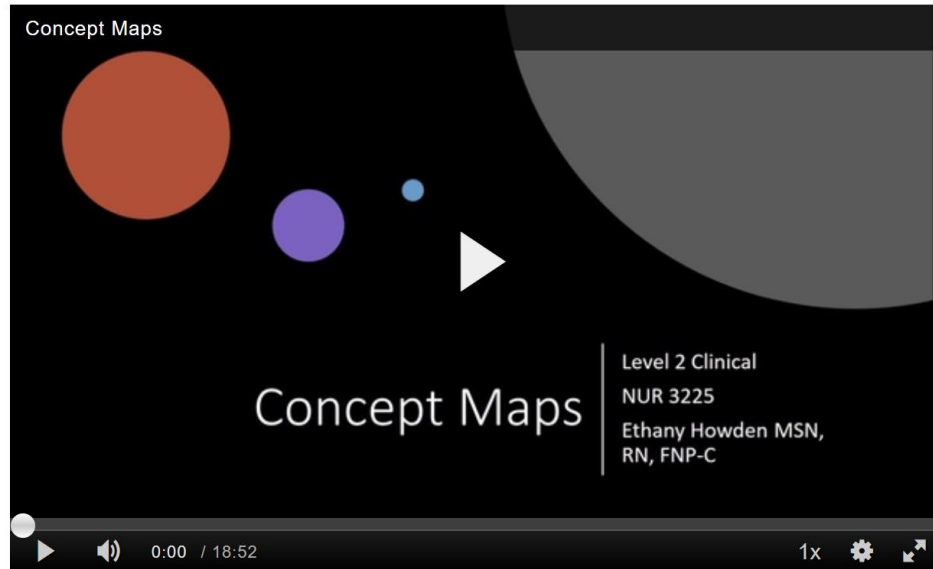 Concept Maps
Concept Maps
Level 2 Clinical
NUR 3225
Ethany Howden MSN,
RN, FNP-C
0:00 / 18:52
1x